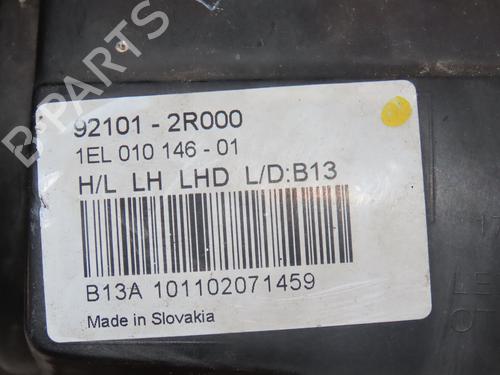 B-PARTS
92101 - 2R000
1EL 010 146 - 01
H/L LH LHD L/D:B13
B13A 101102071459
Made in Slovakia